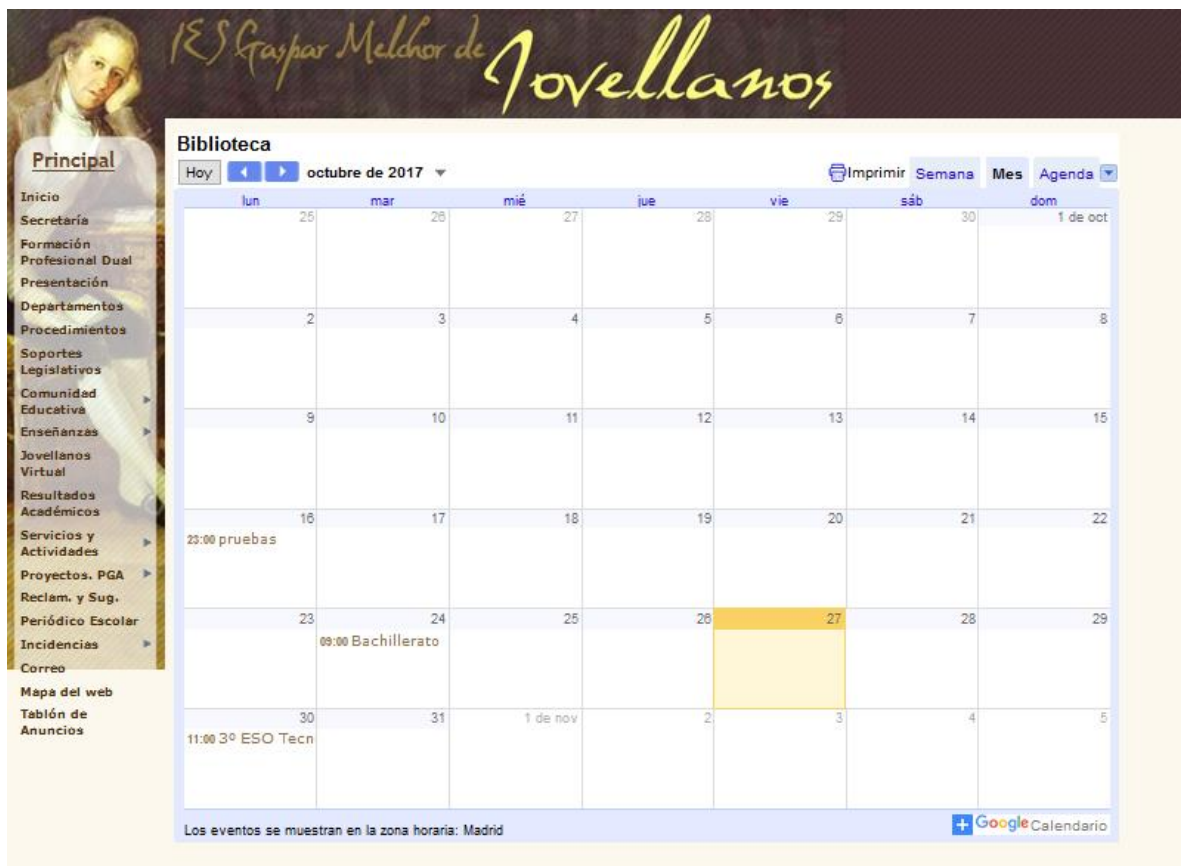 IES Gaspar Melchor de Jovellanos
Principal
Inicio
Secretaría
Formación
Profesional Dual
Presentación
Departamentos
Procedimientos
Soportes
Legislativos
Comunidad
Educativa
Enseñanzas
Jovellanos
Virtual
Resultados
Académicos
Servicios y
Actividades
Proyectos. PGA
Reclam. y Sug.
Periódico Escolar
Incidencias
Correo
Mapa del web
Tablón de
Anuncios
Biblioteca
Hoy octubre de 2017 Imprimir Semana Mes Agenda
lun mar mié jue vie sáb dom
25 26 27 28 29 30 1 de oct
2 3 4 5 6 7 8
9 10 11 12 13 14 15
16 17 18 19 20 21 22
23:00 pruebas
23 24 25 26 27 28 29
09:00 Bachillerato
30 31 1 de nov 2 3 4 5
11:00 3º ESO Tecn
Los eventos se muestran en la zona horaria: Madrid
Google Calendario